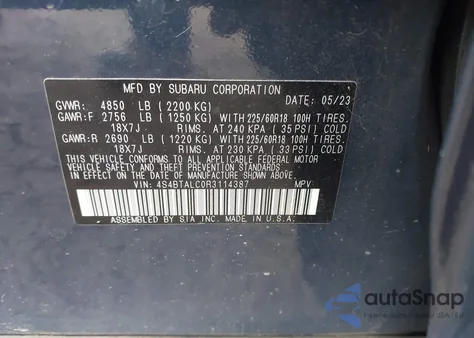 MFD BY SUBARU CORPORATION
GVWR: 4850 LB (2200 KG) DATE: 05/23
GAWR:F 2756 LB (1250 KG) WITH 225/60R18 100H TIRES.
18X7J RIMS. AT 240 KPA (35 PSI) COLD
GAWR:R 2690 LB (1220 KG) WITH 225/60R18 100H TIRES.
18X7J RIMS. AT 230 KPA (33 PSI) COLD
THIS VEHICLE CONFORMS TO ALL APPLICABLE FEDERAL MOTOR
VEHICLE SAFETY AND THEFT PREVENTION STANDARDS
IN EFFECT ON THE DATE OF MANUFACTURE SHOWN ABOVE.
VIN: 4S4BTALC0R3114387 MPV
ASSEMBLED BY S.I.A. INC. MADE IN U.S.A.
autoSnap